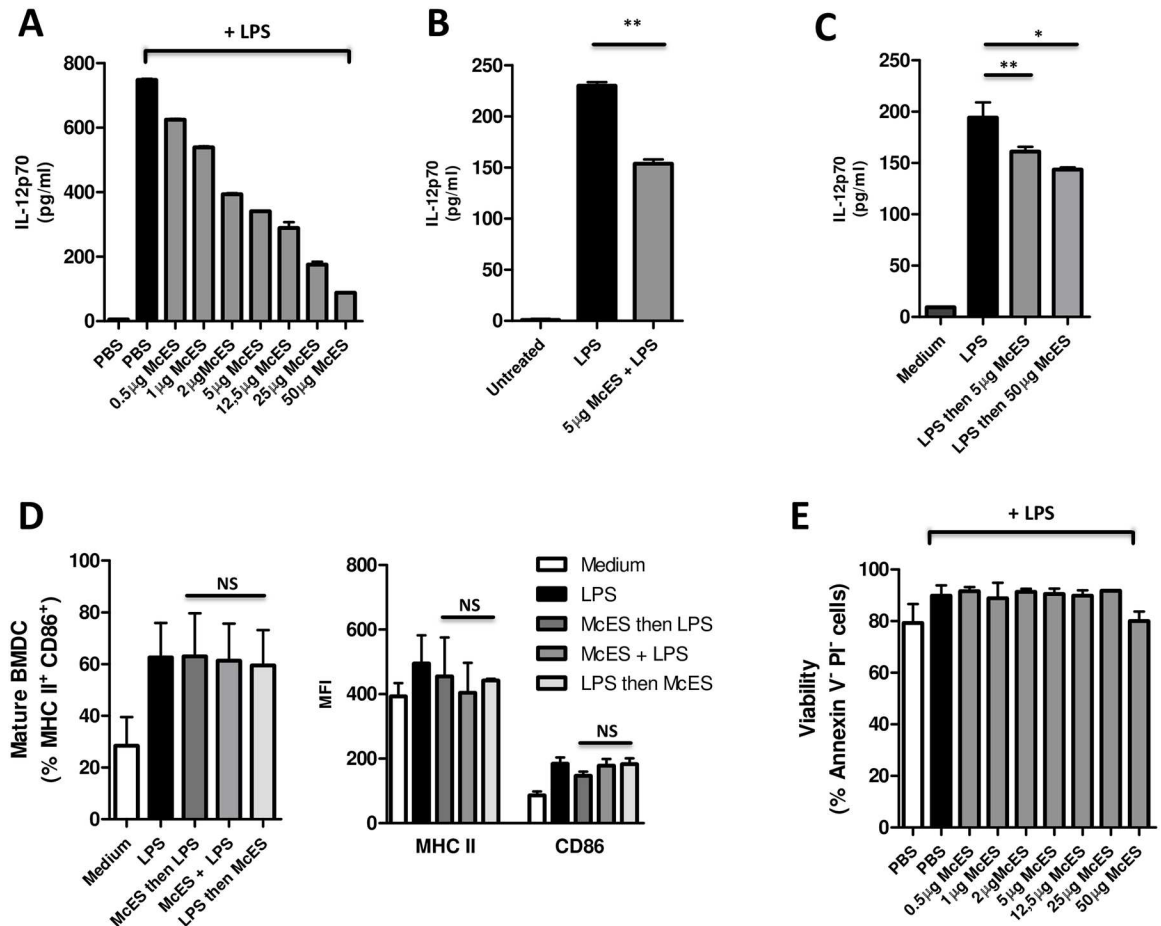 A
+ LPS
IL-12p70
(pg/ml)
800
600
400
200
0
PBS
PBS
0.5µg McES
1µg McES
2µgMcES
5µg McES
12,5µg McES
25µg McES
50µg McES
B
**
IL-12p70
(pg/ml)
250
200
150
100
50
0
Untreated
LPS
5µg McES + LPS
C
*
**
IL-12p70
(pg/ml)
250
200
150
100
50
0
Medium
LPS
LPS then 5µg McES
LPS then 50µg McES
D
Mature BMDC
(% MHC II⁺ CD86⁺)
100
80
60
40
20
0
NS
Medium
LPS
McES then LPS
McES + LPS
LPS then McES
MFI
800
600
400
200
0
NS
NS
MHC II
CD86
Medium
LPS
McES then LPS
McES + LPS
LPS then McES
E
+ LPS
Viability
(% Annexin V⁻ PI⁻ cells)
100
80
60
40
20
0
PBS
PBS
0.5µg McES
1µg McES
2µgMcES
5µg McES
12,5µg McES
25µg McES
50µg McES